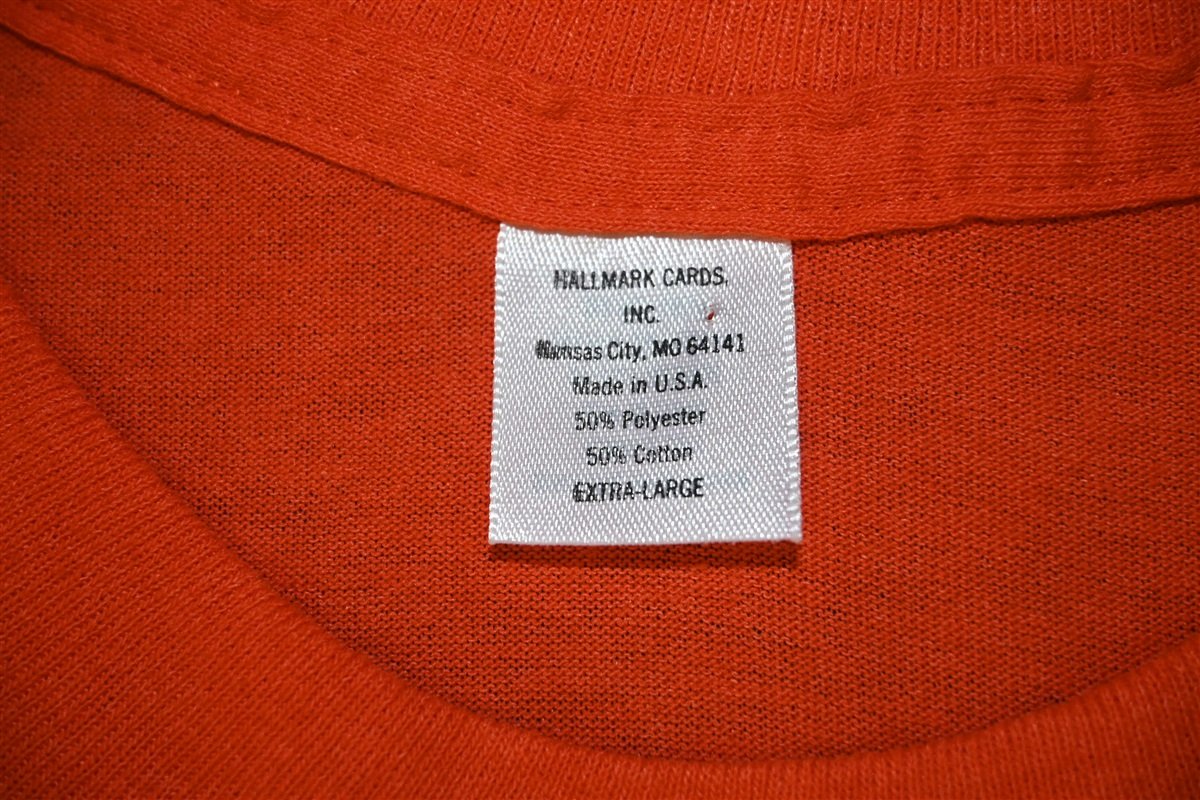 HALLMARK CARDS,
INC.
Kansas City, MO 64141
Made in U.S.A.
50% Polyester
50% Cotton
EXTRA-LARGE